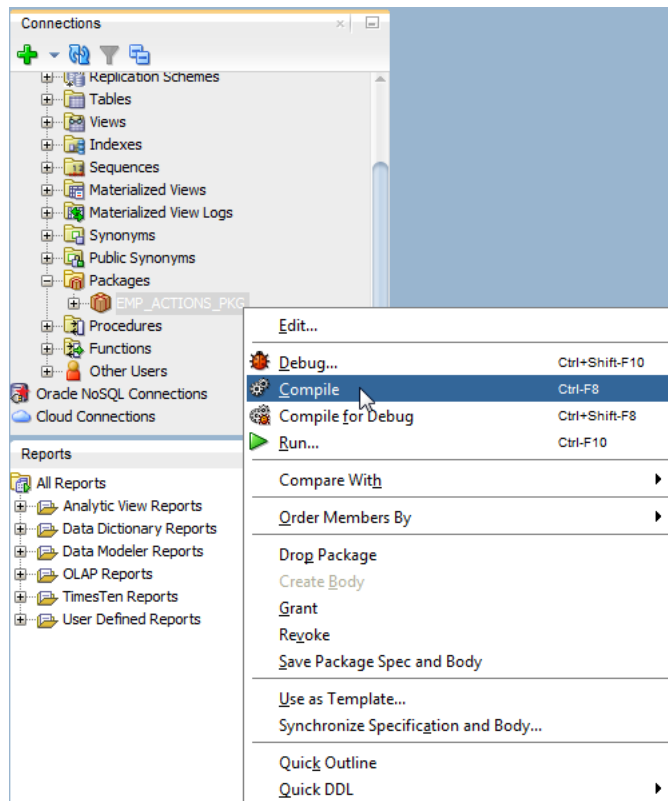 Connections
Replication Schemes
Tables
Views
Indexes
Sequences
Materialized Views
Materialized View Logs
Synonyms
Public Synonyms
Packages
EMP_ACTIONS_PKG
Procedures
Functions
Other Users
Oracle NoSQL Connections
Cloud Connections
Reports
All Reports
Analytic View Reports
Data Dictionary Reports
Data Modeler Reports
OLAP Reports
TimesTen Reports
User Defined Reports
Edit...
Debug... Ctrl+Shift-F10
Compile Ctrl-F8
Compile for Debug Ctrl+Shift-F8
Run... Ctrl-F10
Compare With
Order Members By
Drop Package
Create Body
Grant
Revoke
Save Package Spec and Body
Use as Template...
Synchronize Specification and Body...
Quick Outline
Quick DDL